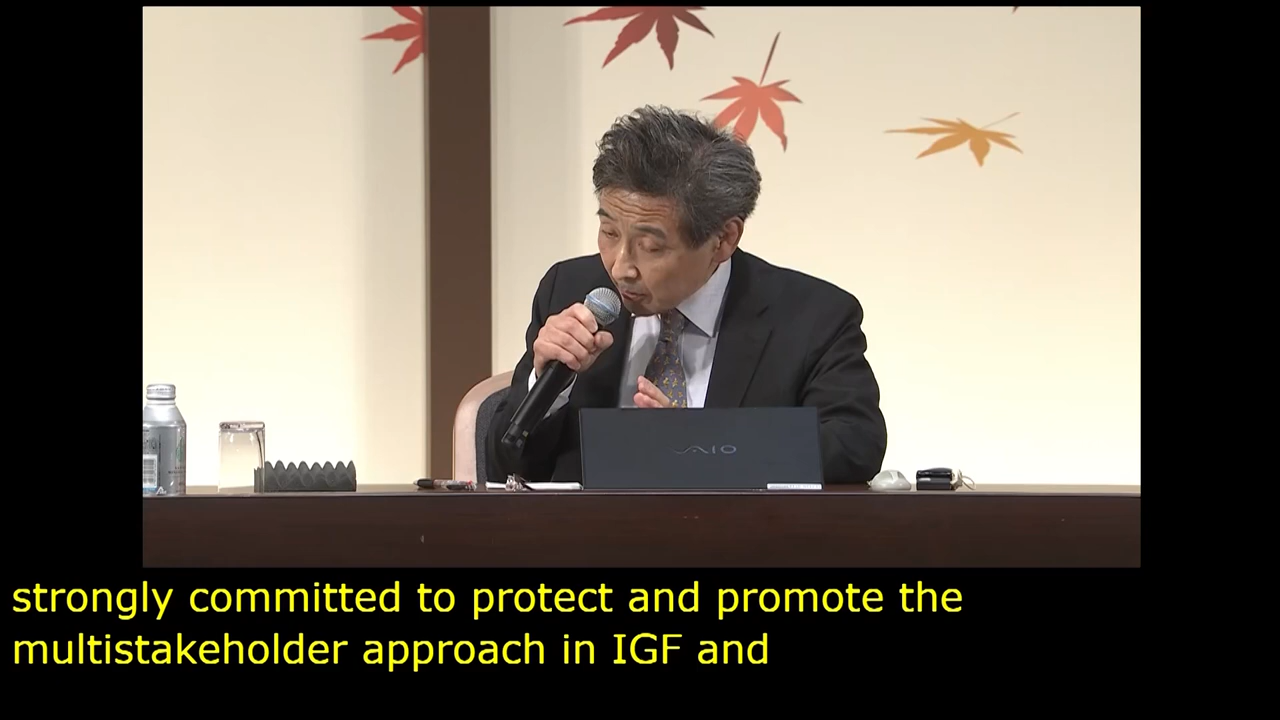 VAIO
strongly committed to protect and promote the
multistakeholder approach in IGF and